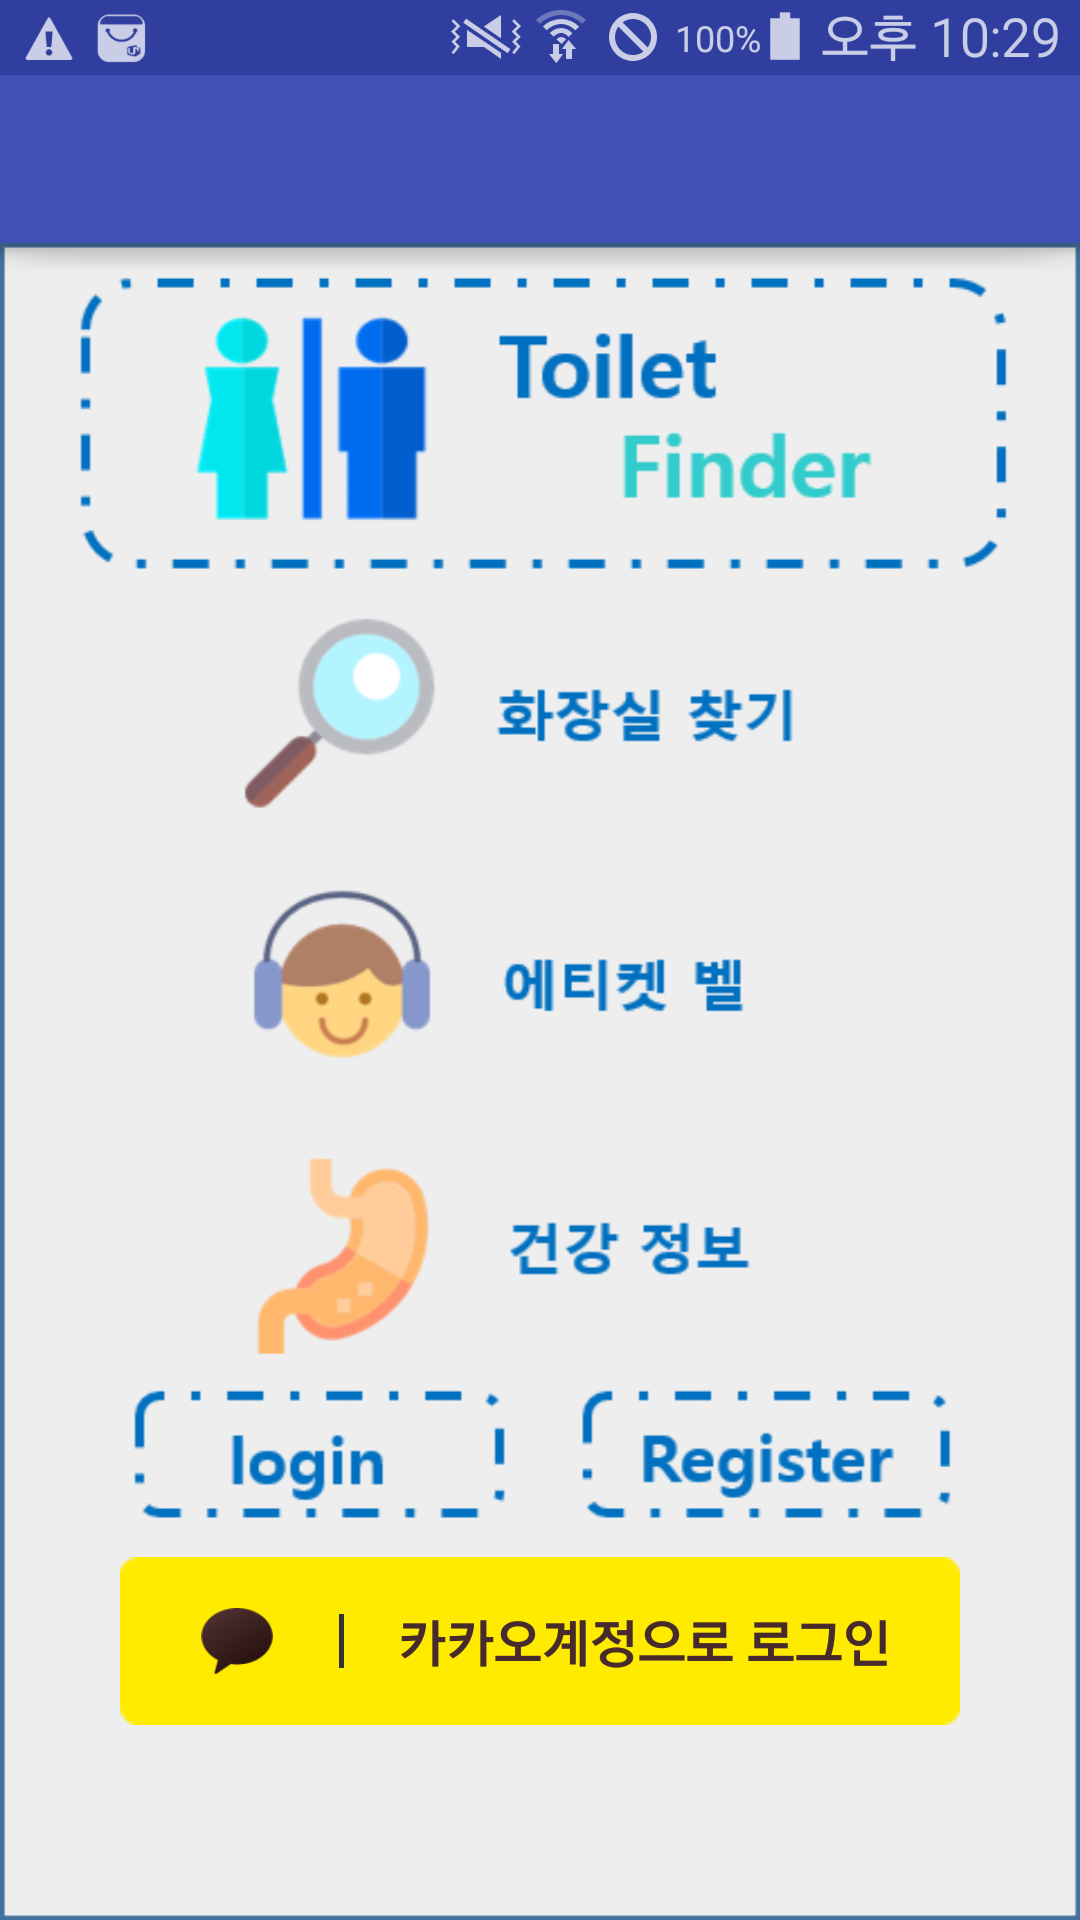 100% 오후 10:29
Toilet
Finder
화장실 찾기
에티켓 벨
건강 정보
login Register
카카오계정으로 로그인